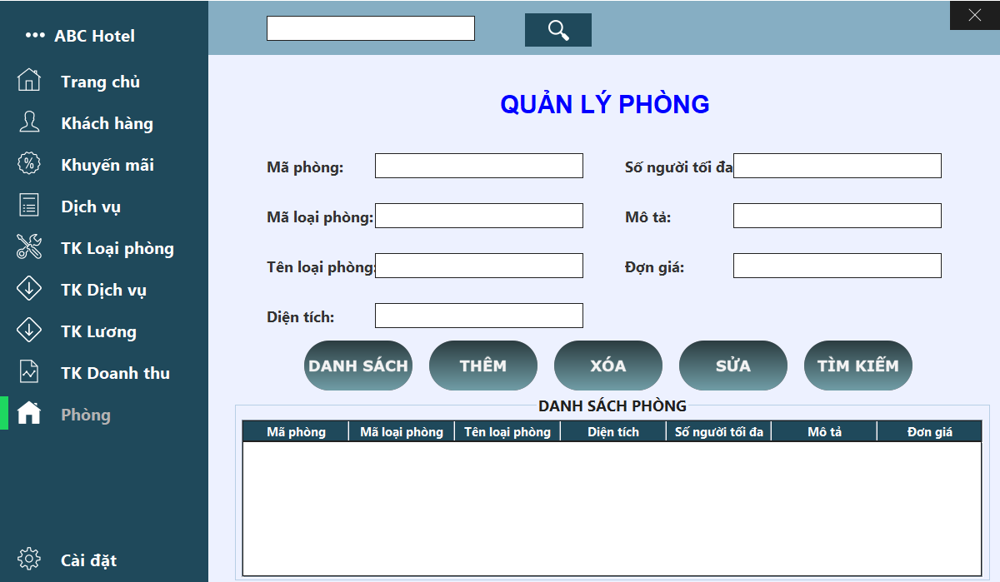 ABC Hotel
Trang chủ
Khách hàng
Khuyến mãi
Dịch vụ
TK Loại phòng
TK Dịch vụ
TK Lương
TK Doanh thu
Phòng
Cài đặt
QUẢN LÝ PHÒNG
Mã phòng:
Số người tối đa
Mã loại phòng:
Mô tả:
Tên loại phòng:
Đơn giá:
Diện tích:
DANH SÁCH THÊM XÓA SỬA TÌM KIẾM
DANH SÁCH PHÒNG
Mã phòng Mã loại phòng Tên loại phòng Diện tích Số người tối đa Mô tả Đơn giá